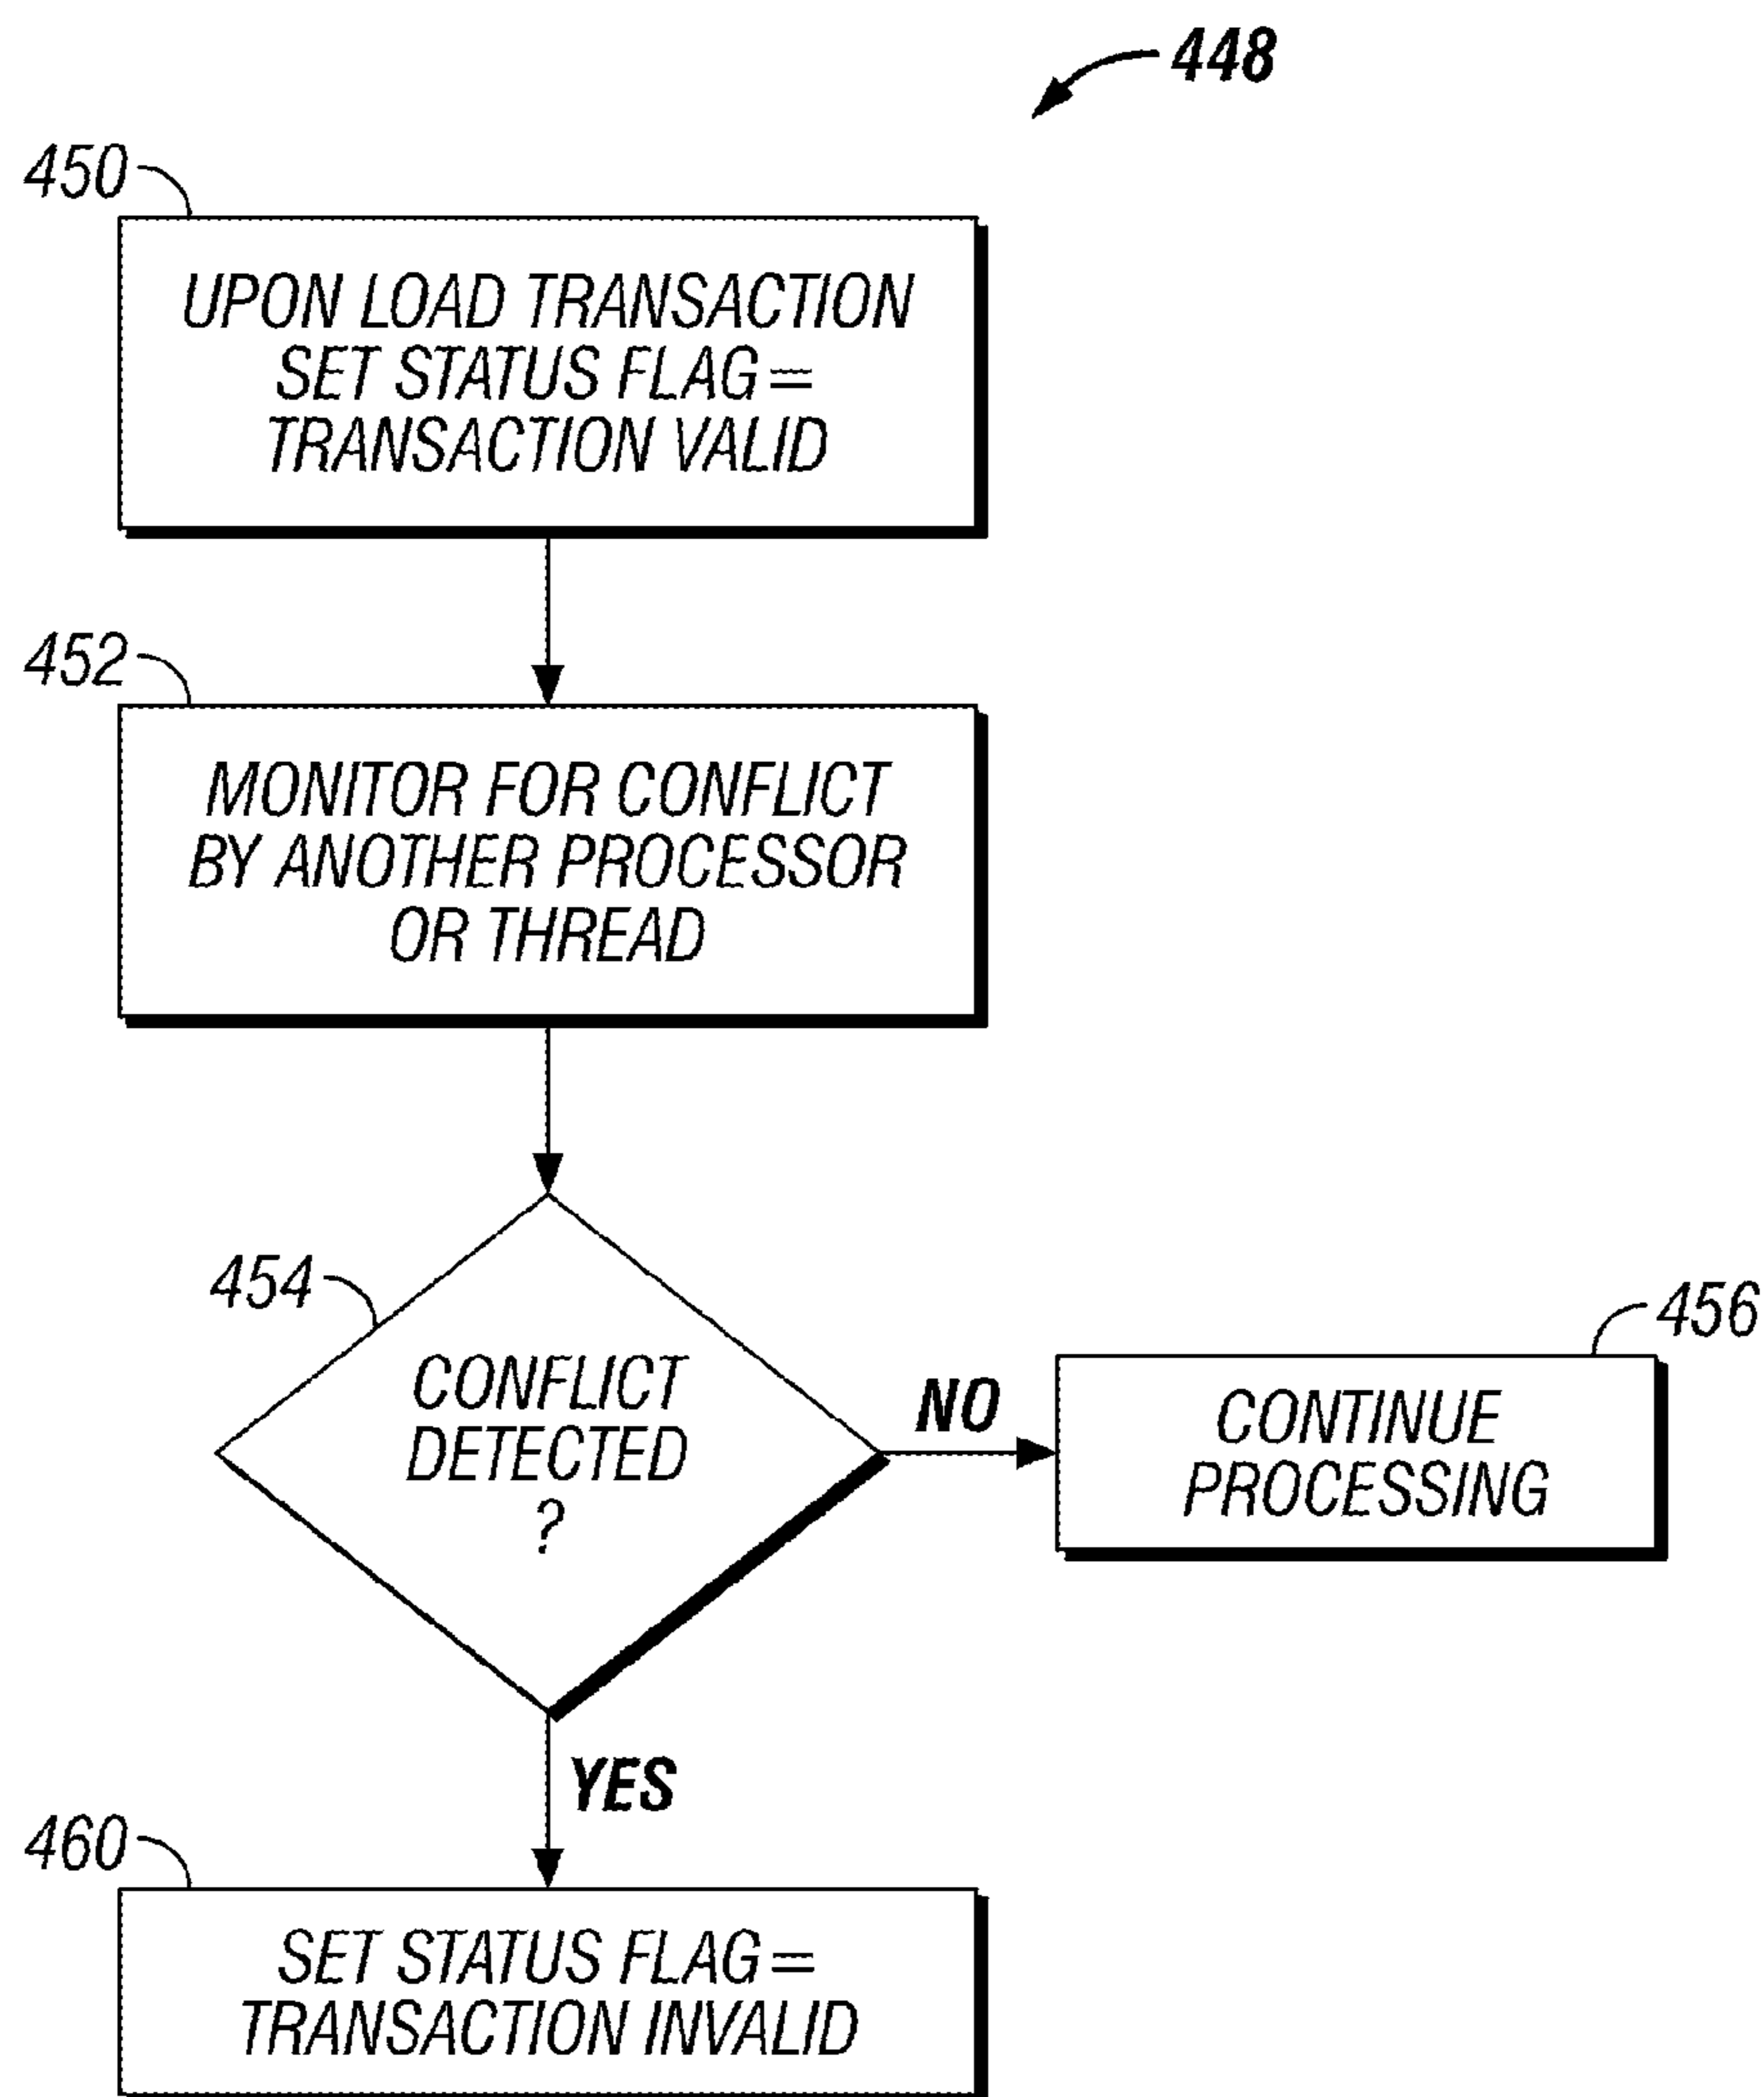 448
450
UPON LOAD TRANSACTION
SET STATUS FLAG =
TRANSACTION VALID
452
MONITOR FOR CONFLICT
BY ANOTHER PROCESSOR
OR THREAD
454
CONFLICT
DETECTED
?
NO
456
CONTINUE
PROCESSING
YES
460
SET STATUS FLAG =
TRANSACTION INVALID